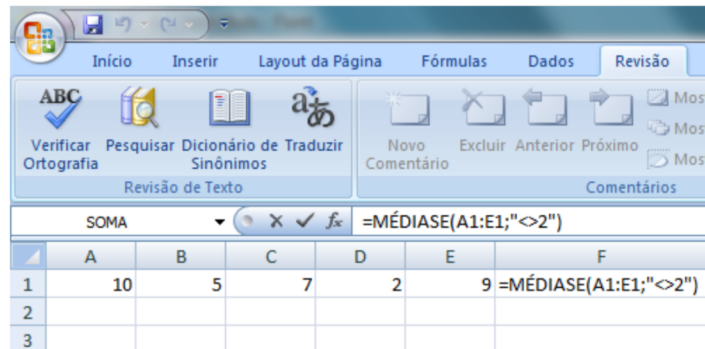 Início Inserir Layout da Página Fórmulas Dados Revisão
ABC
Verificar Ortografia Pesquisar Dicionário de Sinônimos Traduzir Novo Comentário Excluir Anterior Próximo
Mos
Mos
Mos
Revisão de Texto Comentários
SOMA fx =MÉDIASE(A1:E1;"<>2")
A B C D E F
1 10 5 7 2 9 =MÉDIASE(A1:E1;"<>2")
2
3